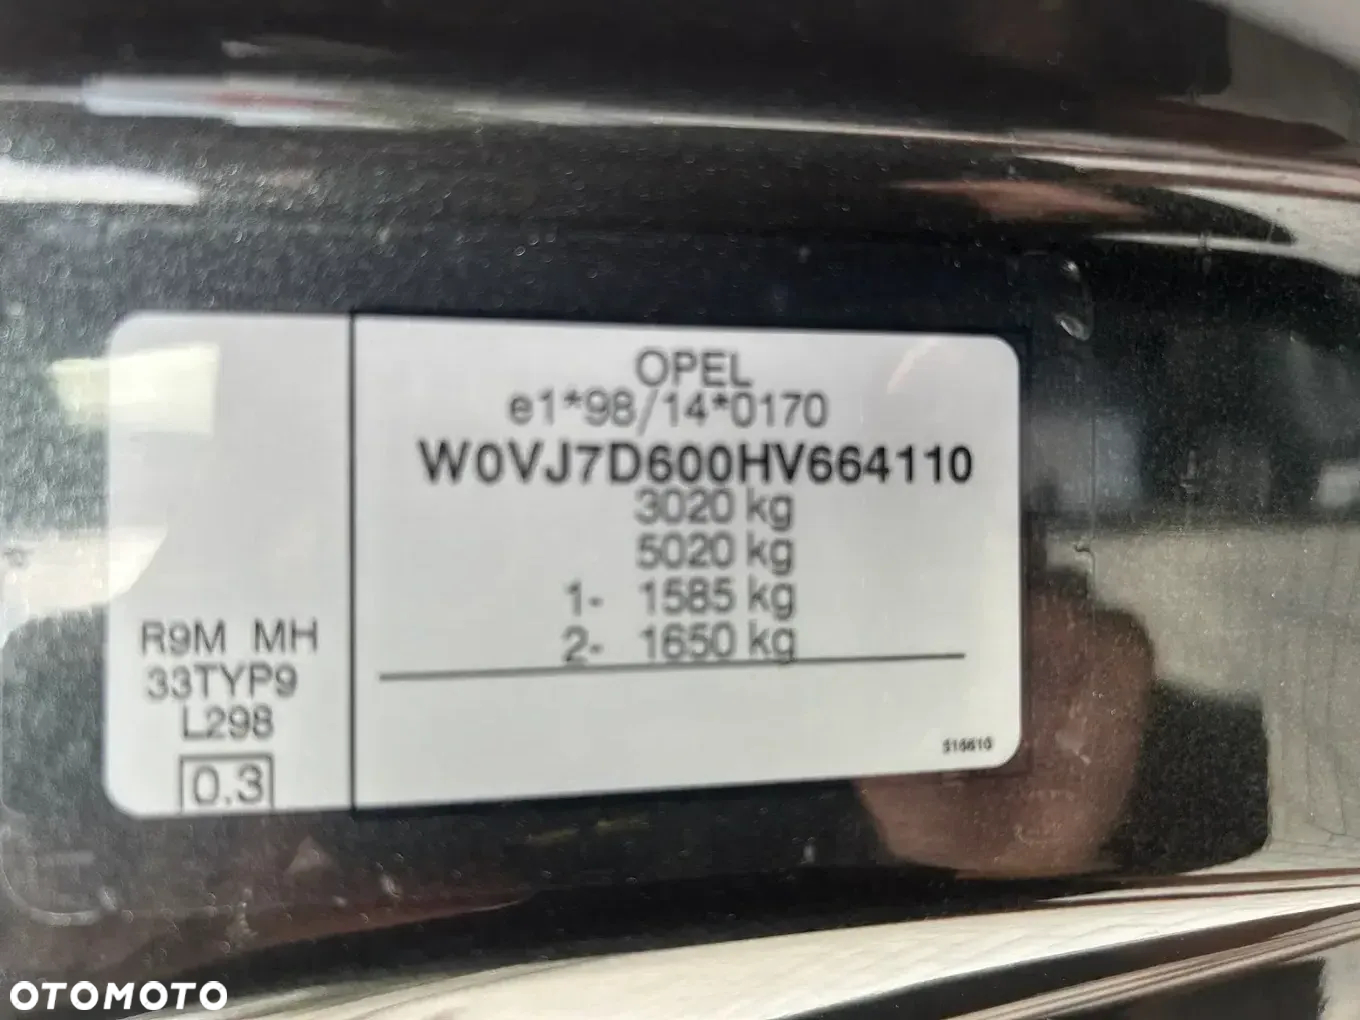 OPEL
e1*98/14*0170
W0VJ7D600HV664110
3020 kg
5020 kg
1- 1585 kg
2- 1650 kg
R9M MH
33TYP9
L298
0.3
OTOMOTO